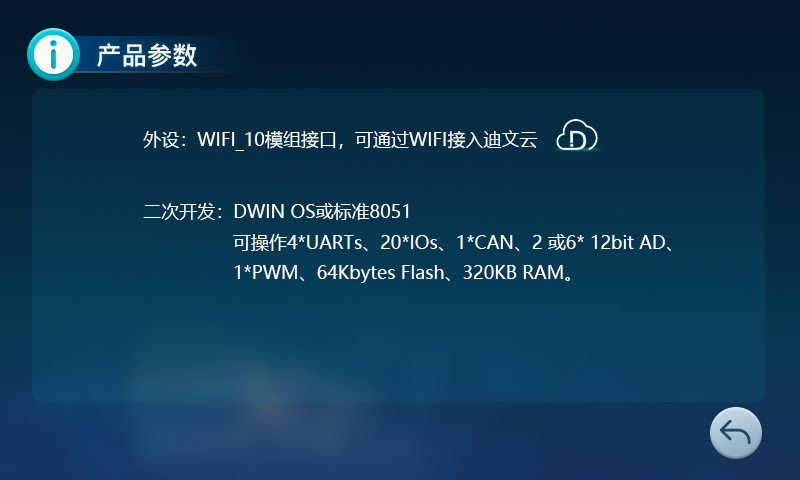 产品参数
外设：WIFI_10模组接口，可通过WIFI接入迪文云
二次开发：DWIN OS或标准8051
可操作4*UARTs、20*IOs、1*CAN、2 或6* 12bit AD、
1*PWM、64Kbytes Flash、320KB RAM。